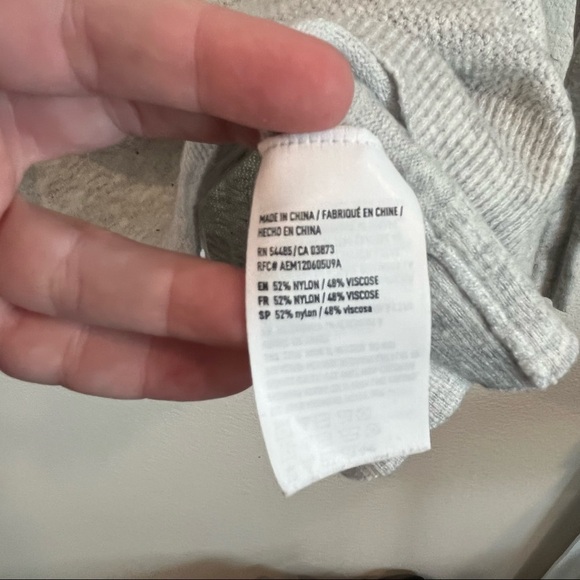 MADE IN CHINA / FABRIQUÉ EN CHINE /
HECHO EN CHINA
RN 54485/CA 03873
RFC# AEM120605U9A
EN 52% NYLON / 48% VISCOSE
FR 52% NYLON / 48% VISCOSE
SP 52% nylon / 48% viscosa